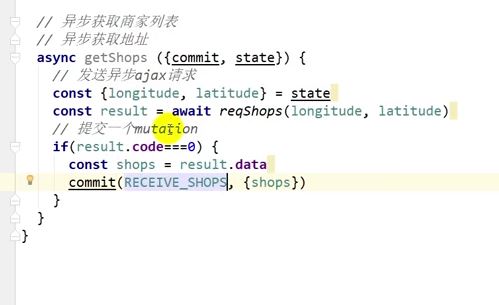 // 异步获取商家列表
// 异步获取地址
async getShops ({commit, state}) {
// 发送异步ajax请求
const {longitude, latitude} = state
const result = await reqShops(longitude, latitude)
// 提交一个mutation
if(result.code===0) {
const shops = result.data
commit(RECEIVE_SHOPS, {shops})
}
}
}